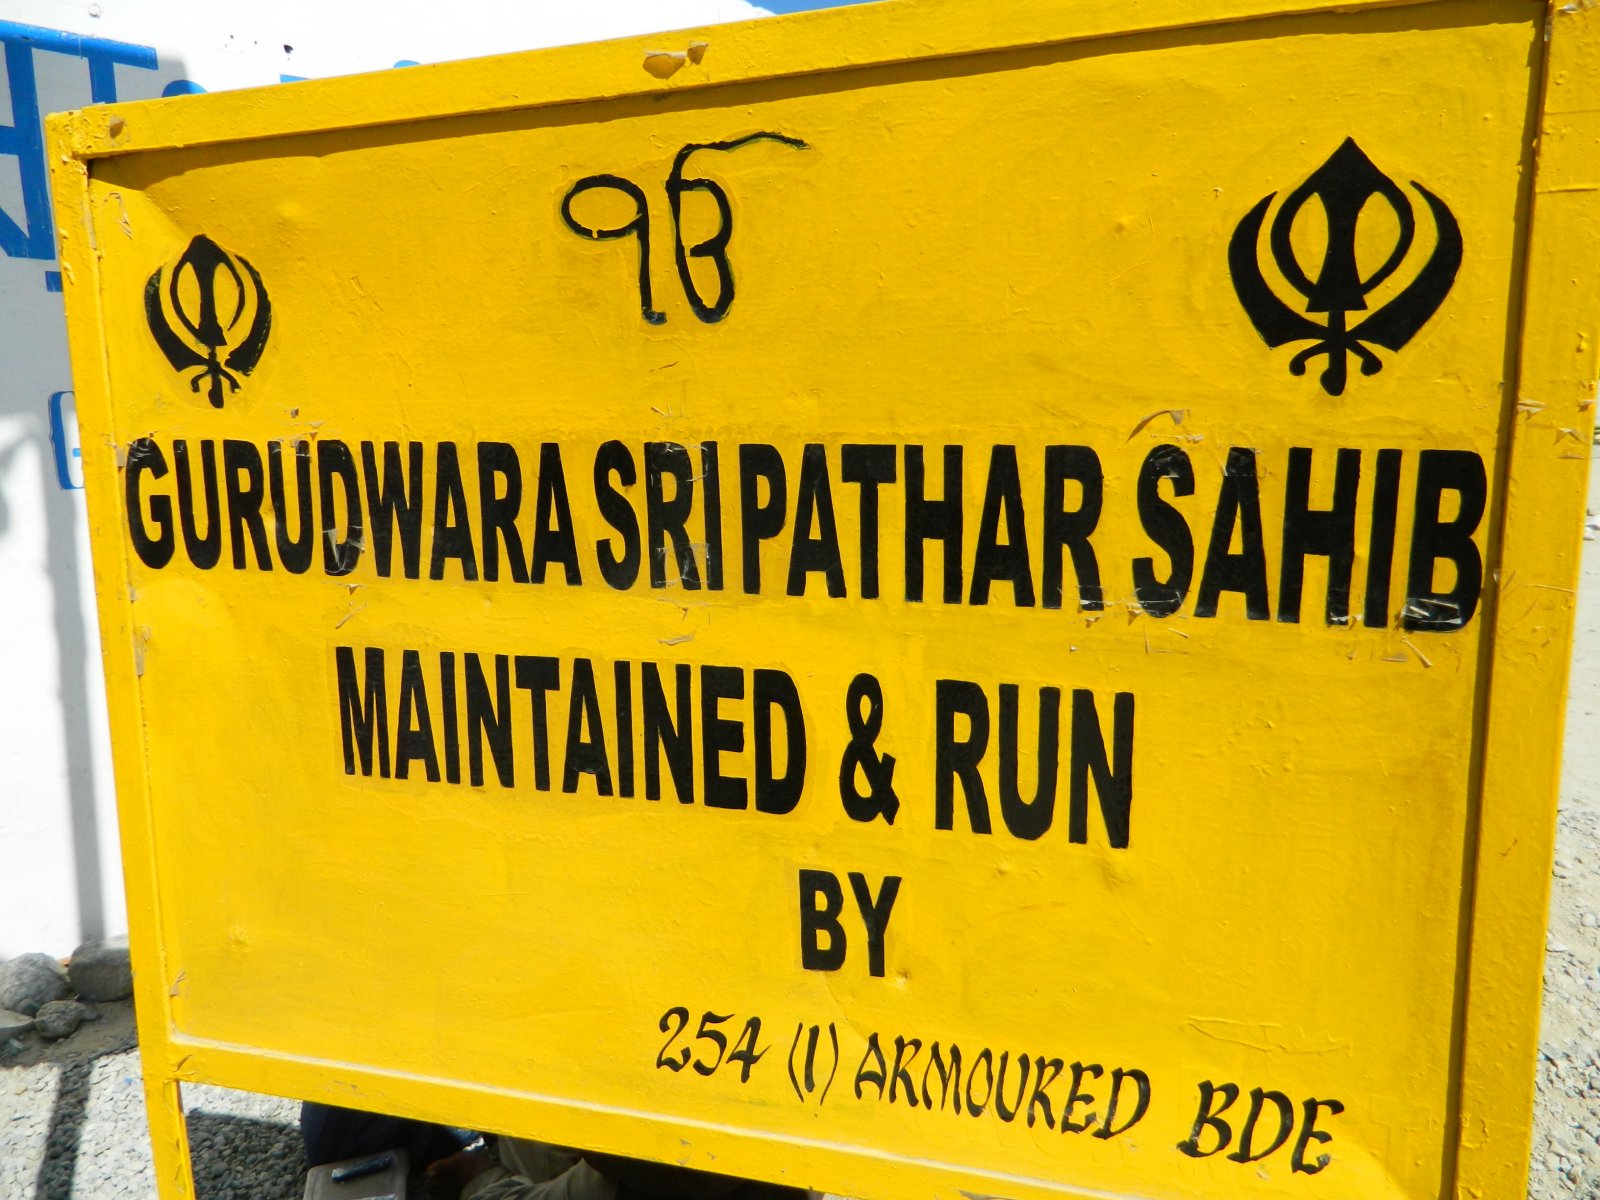 ੴ
GURUDWARA SRI PATHAR SAHIB
MAINTAINED & RUN
BY
254 (I) ARMOURED BDE